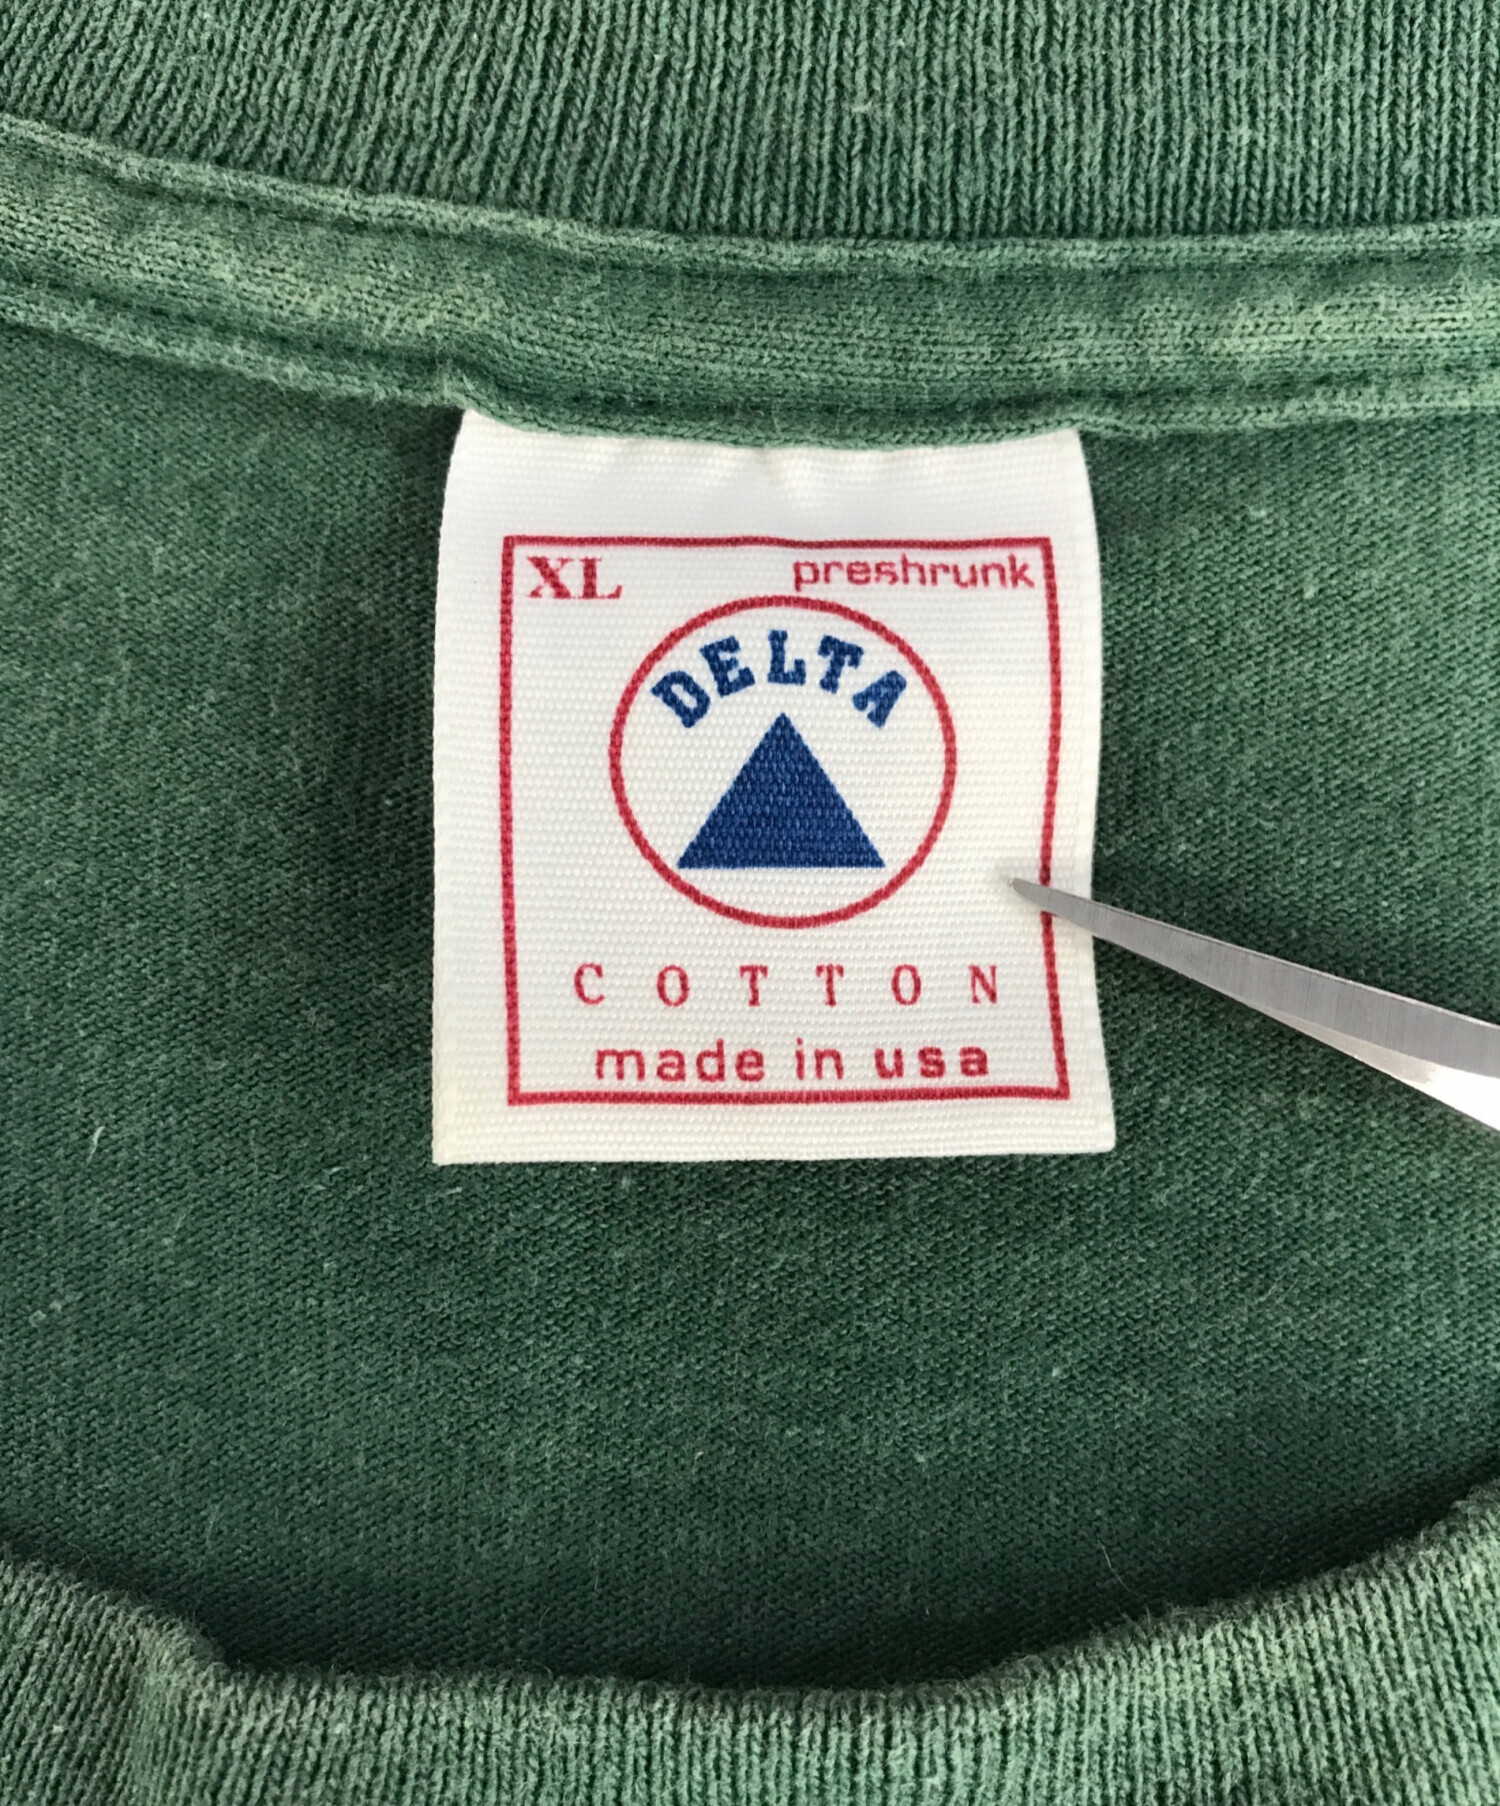 XL preshrunk
DELTA
COTTON
made in usa